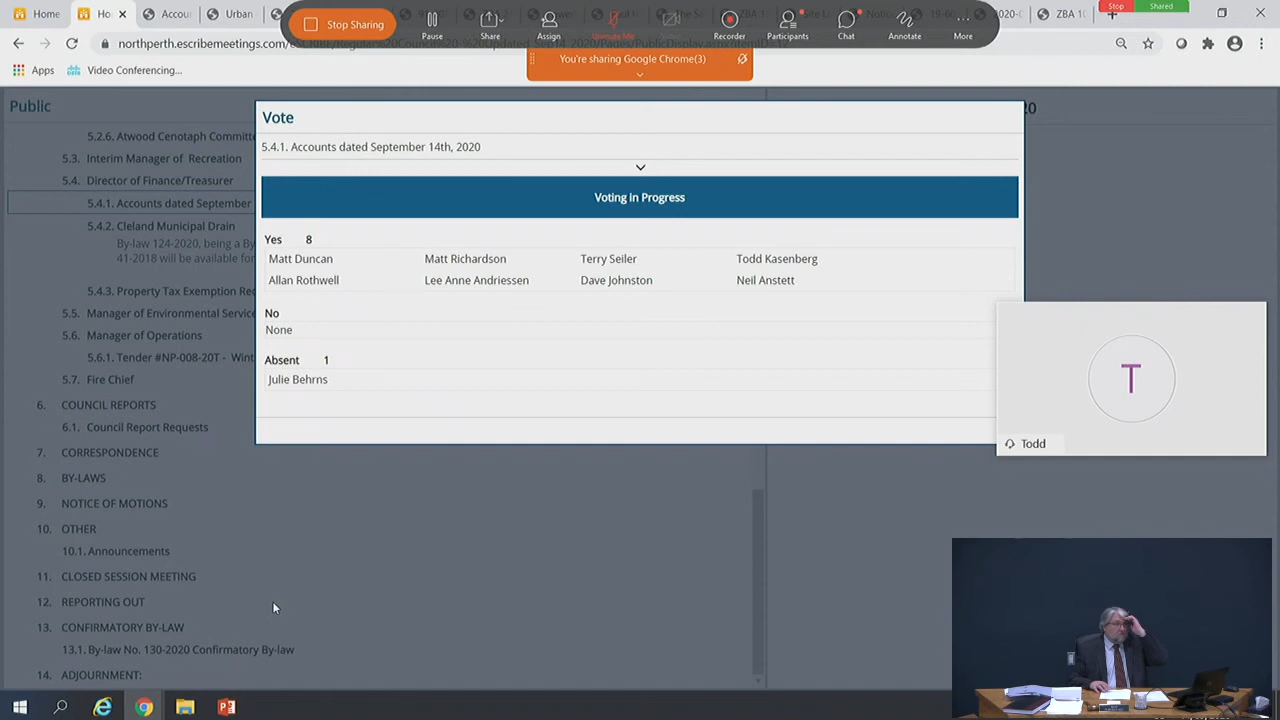 Home
Ho
Accou
Urban
ZBA 10
Stop Sharing
Pause
Share
Assign
Unmute Me
Video
Recorder
Participants
Chat
Annotate
More
Stop
Shared
You're sharing Google Chrome(3)
Apps
Video Conferencing...
Public
Vote
5.4.1. Accounts dated September 14th, 2020
Voting in Progress
Yes 8
Matt Duncan Matt Richardson Terry Seiler Todd Kasenberg
Allan Rothwell Lee Anne Andriessen Dave Johnston Neil Anstett
No
None
Absent 1
Julie Behrns
5.2.6. Atwood Cenotaph Committe
5.3. Interim Manager of Recreation
5.4. Director of Finance/Treasurer
5.4.1. Accounts dated September
5.4.2. Cleland Municipal Drain
By-law 124-2020, being a By
41-2018 will be available for
5.4.3. Property Tax Exemption Rec
5.5. Manager of Environmental Service
5.6. Manager of Operations
5.6.1. Tender #NP-008-20T - Wint
5.7. Fire Chief
6. COUNCIL REPORTS
6.1. Council Report Requests
7. CORRESPONDENCE
8. BY-LAWS
9. NOTICE OF MOTIONS
10. OTHER
10.1. Announcements
11. CLOSED SESSION MEETING
12. REPORTING OUT
13. CONFIRMATORY BY-LAW
13.1. By-law No. 130-2020 Confirmatory By-law
14. ADJOURNMENT:
T
Todd